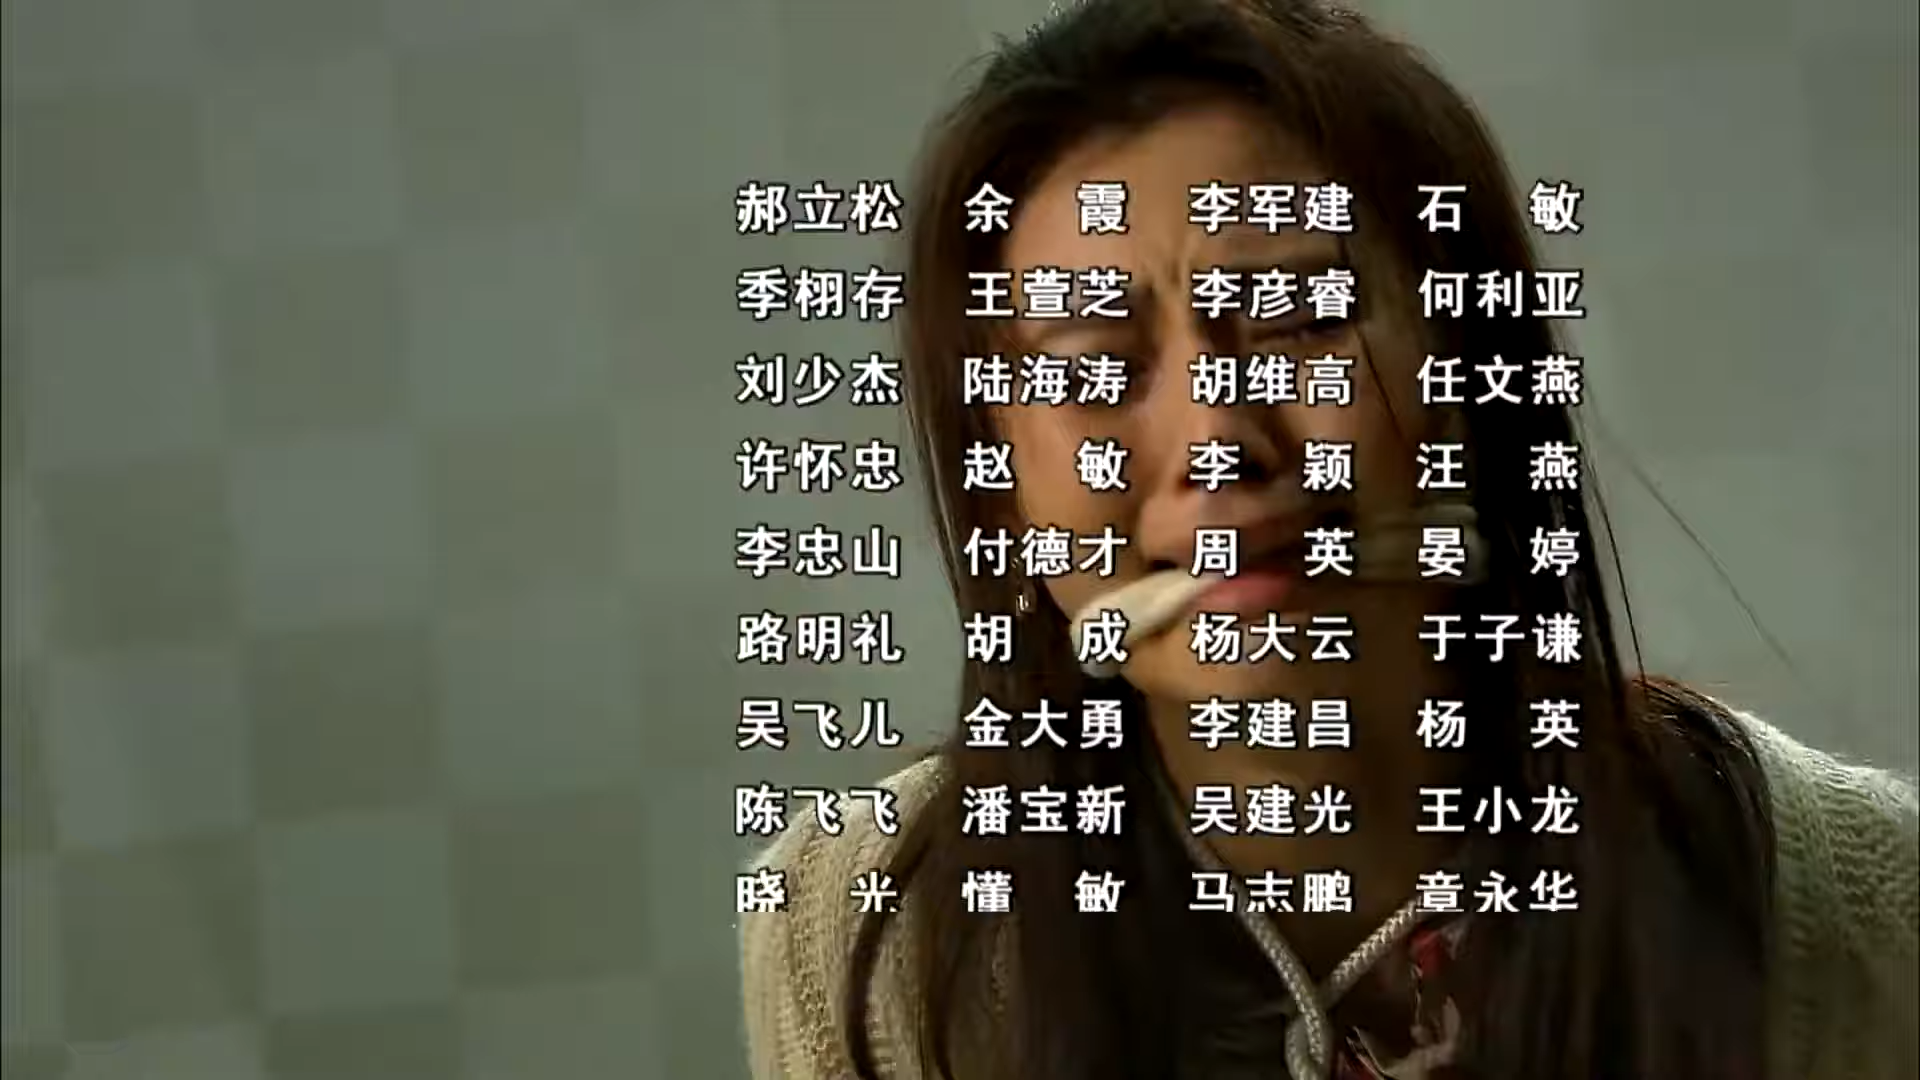 郝立松 余霞 李军建 石敏
季栩存 王萱芝 李彦睿 何利亚
刘少杰 陆海涛 胡维高 任文燕
许怀忠 赵敏 李颖 汪燕
李忠山 付德才 周英 晏婷
路明礼 胡成 杨大云 于子谦
吴飞儿 金大勇 李建昌 杨英
陈飞飞 潘宝新 吴建光 王小龙
晓光 懂敏 马志鹏 章永华